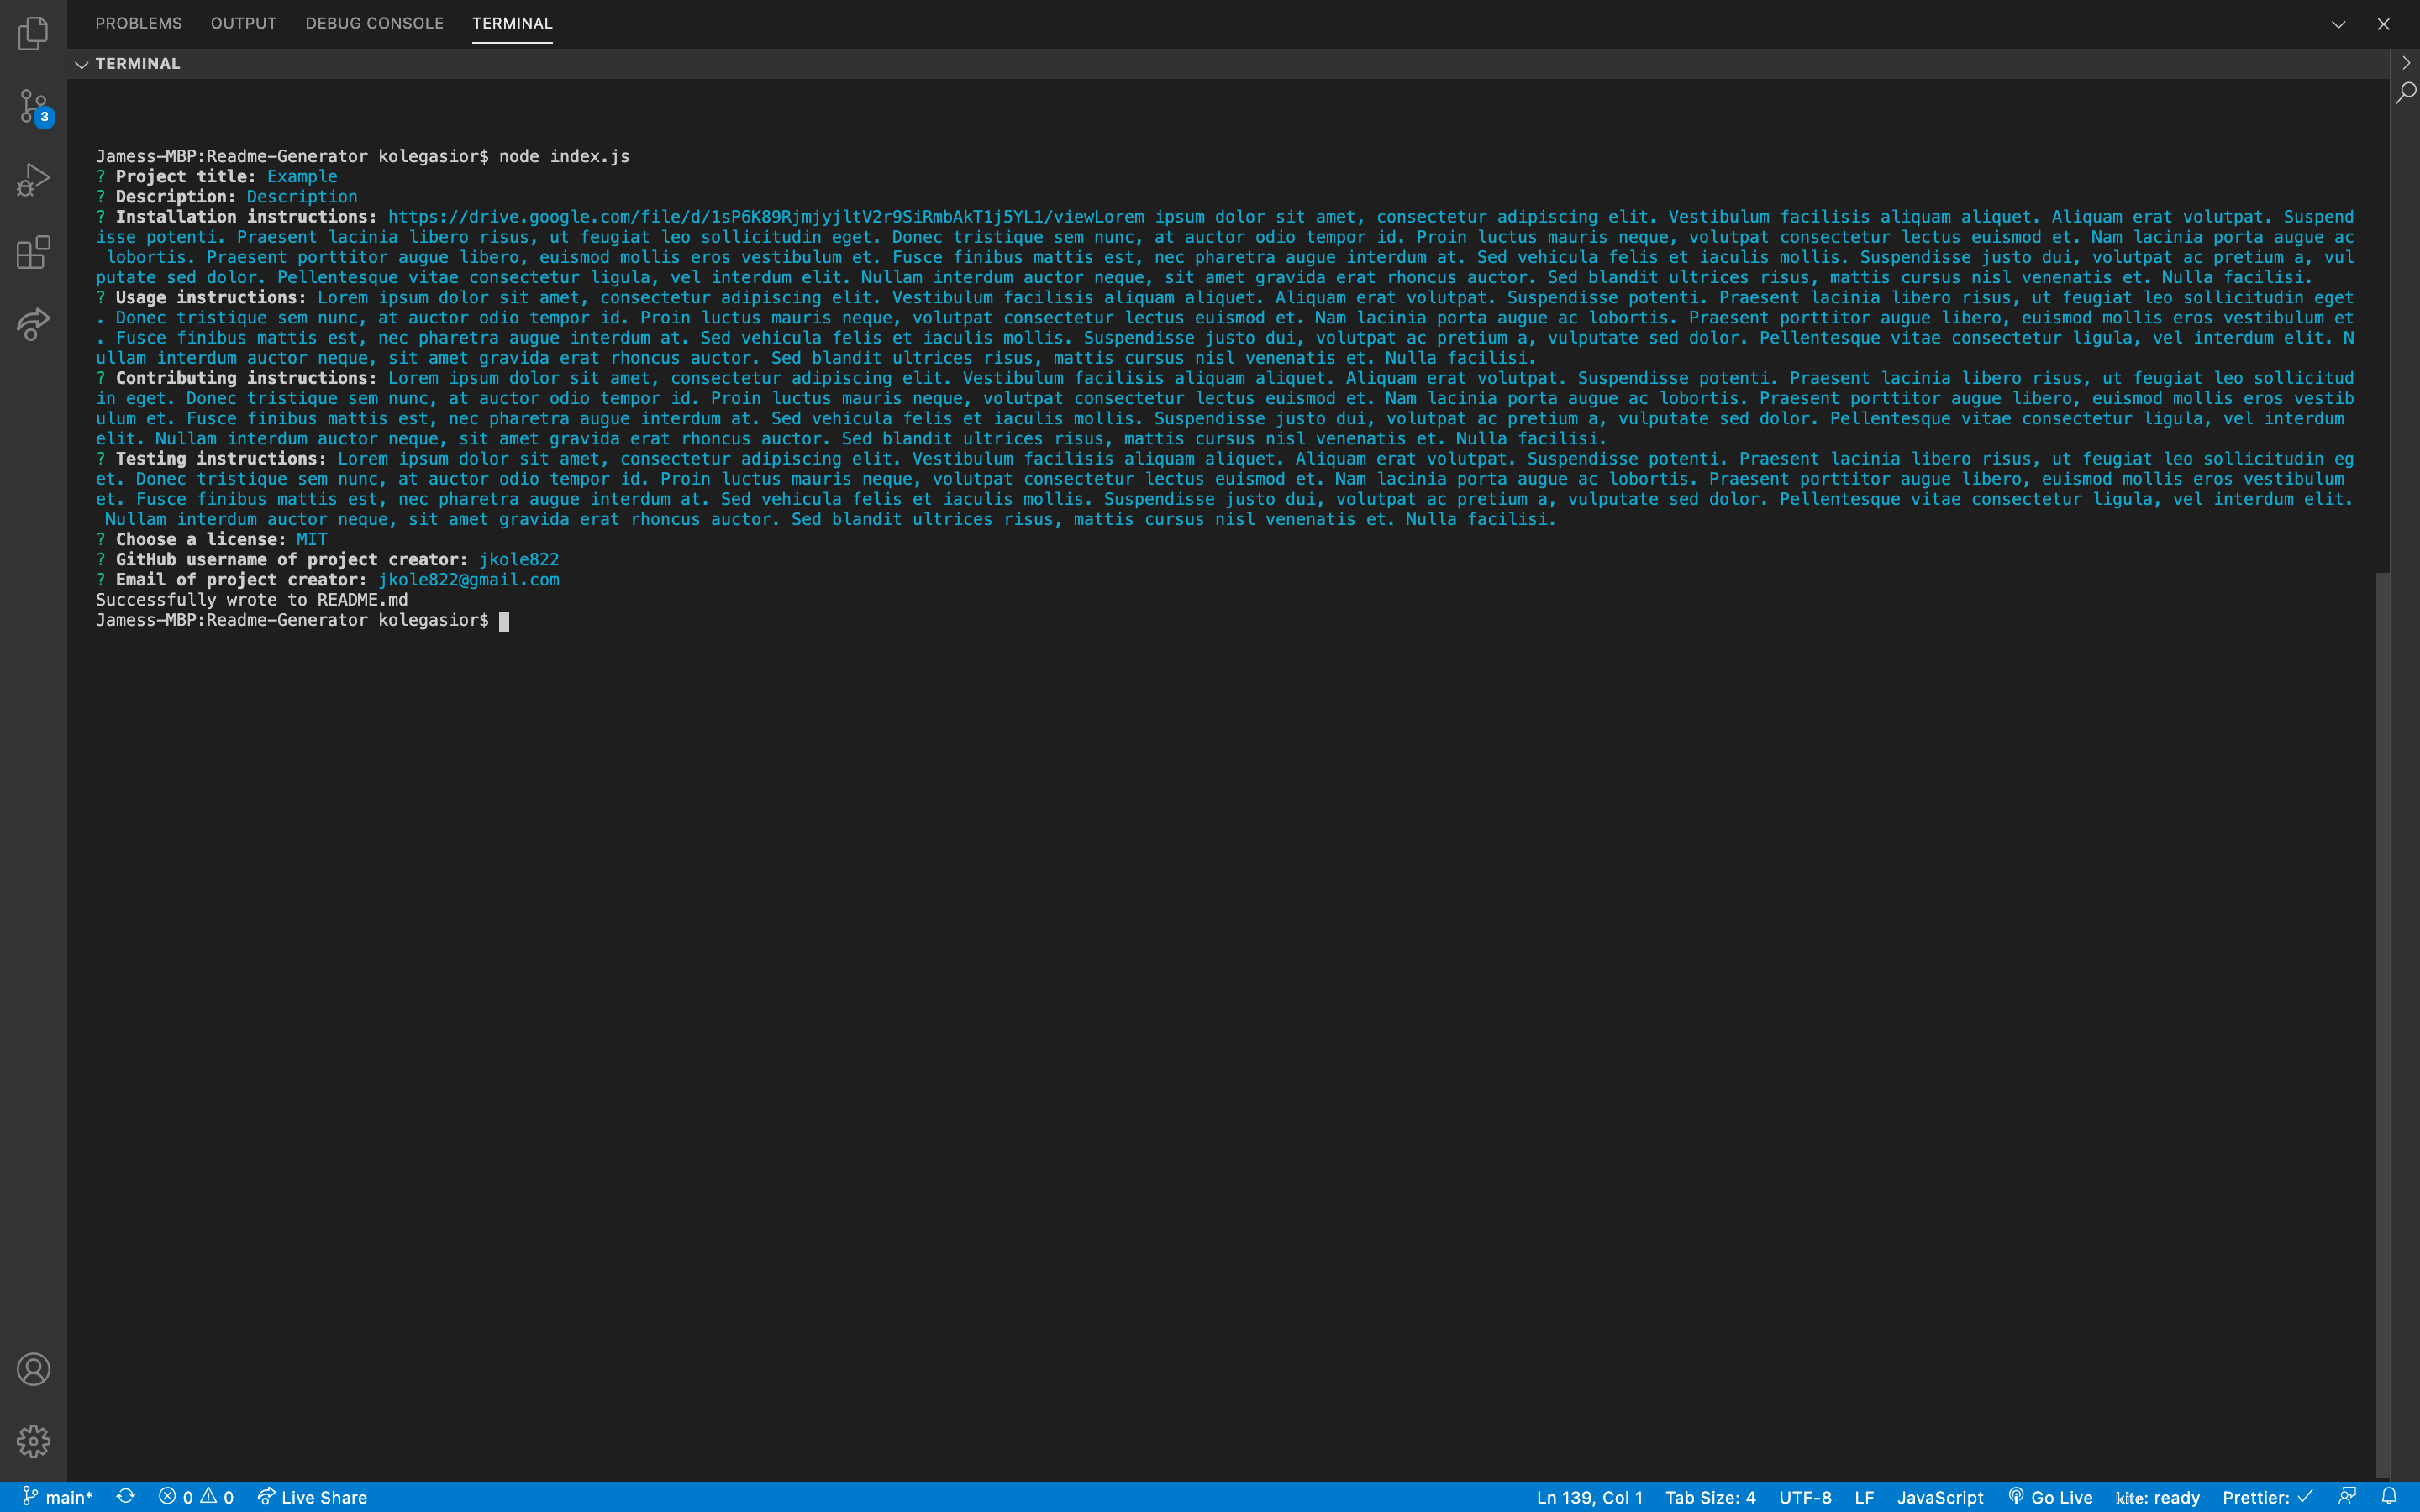 PROBLEMS OUTPUT DEBUG CONSOLE TERMINAL
TERMINAL
3
Jamess-MBP:Readme-Generator kolegasior$ node index.js
? Project title: Example
? Description: Description
? Installation instructions: https://drive.google.com/file/d/1sP6K89RjmjyjltV2r9SiRmbAkT1j5YL1/viewLorem ipsum dolor sit amet, consectetur adipiscing elit. Vestibulum facilisis aliquam aliquet. Aliquam erat volutpat. Suspend
isse potenti. Praesent lacinia libero risus, ut feugiat leo sollicitudin eget. Donec tristique sem nunc, at auctor odio tempor id. Proin luctus mauris neque, volutpat consectetur lectus euismod et. Nam lacinia porta augue ac
lobortis. Praesent porttitor augue libero, euismod mollis eros vestibulum et. Fusce finibus mattis est, nec pharetra augue interdum at. Sed vehicula felis et iaculis mollis. Suspendisse justo dui, volutpat ac pretium a, vul
putate sed dolor. Pellentesque vitae consectetur ligula, vel interdum elit. Nullam interdum auctor neque, sit amet gravida erat rhoncus auctor. Sed blandit ultrices risus, mattis cursus nisl venenatis et. Nulla facilisi.
? Usage instructions: Lorem ipsum dolor sit amet, consectetur adipiscing elit. Vestibulum facilisis aliquam aliquet. Aliquam erat volutpat. Suspendisse potenti. Praesent lacinia libero risus, ut feugiat leo sollicitudin eget
. Donec tristique sem nunc, at auctor odio tempor id. Proin luctus mauris neque, volutpat consectetur lectus euismod et. Nam lacinia porta augue ac lobortis. Praesent porttitor augue libero, euismod mollis eros vestibulum et
. Fusce finibus mattis est, nec pharetra augue interdum at. Sed vehicula felis et iaculis mollis. Suspendisse justo dui, volutpat ac pretium a, vulputate sed dolor. Pellentesque vitae consectetur ligula, vel interdum elit. N
ullam interdum auctor neque, sit amet gravida erat rhoncus auctor. Sed blandit ultrices risus, mattis cursus nisl venenatis et. Nulla facilisi.
? Contributing instructions: Lorem ipsum dolor sit amet, consectetur adipiscing elit. Vestibulum facilisis aliquam aliquet. Aliquam erat volutpat. Suspendisse potenti. Praesent lacinia libero risus, ut feugiat leo sollicitud
in eget. Donec tristique sem nunc, at auctor odio tempor id. Proin luctus mauris neque, volutpat consectetur lectus euismod et. Nam lacinia porta augue ac lobortis. Praesent porttitor augue libero, euismod mollis eros vestib
ulum et. Fusce finibus mattis est, nec pharetra augue interdum at. Sed vehicula felis et iaculis mollis. Suspendisse justo dui, volutpat ac pretium a, vulputate sed dolor. Pellentesque vitae consectetur ligula, vel interdum
elit. Nullam interdum auctor neque, sit amet gravida erat rhoncus auctor. Sed blandit ultrices risus, mattis cursus nisl venenatis et. Nulla facilisi.
? Testing instructions: Lorem ipsum dolor sit amet, consectetur adipiscing elit. Vestibulum facilisis aliquam aliquet. Aliquam erat volutpat. Suspendisse potenti. Praesent lacinia libero risus, ut feugiat leo sollicitudin eg
et. Donec tristique sem nunc, at auctor odio tempor id. Proin luctus mauris neque, volutpat consectetur lectus euismod et. Nam lacinia porta augue ac lobortis. Praesent porttitor augue libero, euismod mollis eros vestibulum
et. Fusce finibus mattis est, nec pharetra augue interdum at. Sed vehicula felis et iaculis mollis. Suspendisse justo dui, volutpat ac pretium a, vulputate sed dolor. Pellentesque vitae consectetur ligula, vel interdum elit.
Nullam interdum auctor neque, sit amet gravida erat rhoncus auctor. Sed blandit ultrices risus, mattis cursus nisl venenatis et. Nulla facilisi.
? Choose a license: MIT
? GitHub username of project creator: jkole822
? Email of project creator: jkole822@gmail.com
Successfully wrote to README.md
Jamess-MBP:Readme-Generator kolegasior$
main* 0 0 Live Share Ln 139, Col 1 Tab Size: 4 UTF-8 LF JavaScript Go Live kite: ready Prettier: ✓